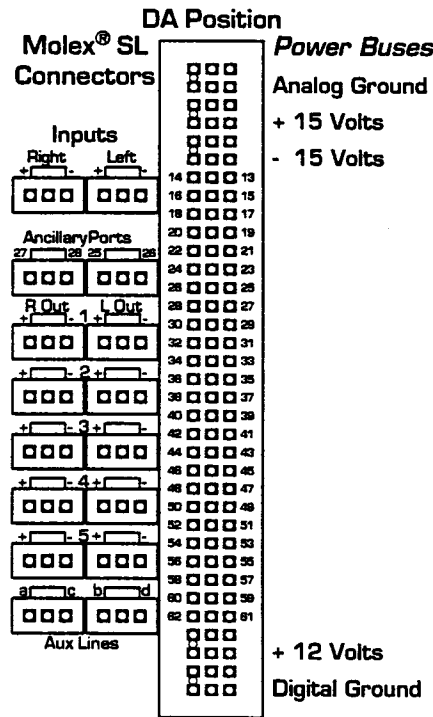 DA Position
Molex® SL
Connectors
Power Buses
Analog Ground
+ 15 Volts
- 15 Volts
Inputs
Right Left
+ - + -
14 13
16 15
18 17
Ancillary Ports
20 19
27 28 25 26
22 21
24 23
26 25
R Out L Out
28 27
+ - 1 + -
30 29
32 31
34 33
+ - 2 + -
36 35
38 37
40 39
+ - 3 + -
42 41
44 43
46 45
+ - 4 + -
48 47
50 49
52 51
+ - 5 + -
54 53
56 55
58 57
a c b d
60 59
62 61
Aux Lines
+ 12 Volts
Digital Ground